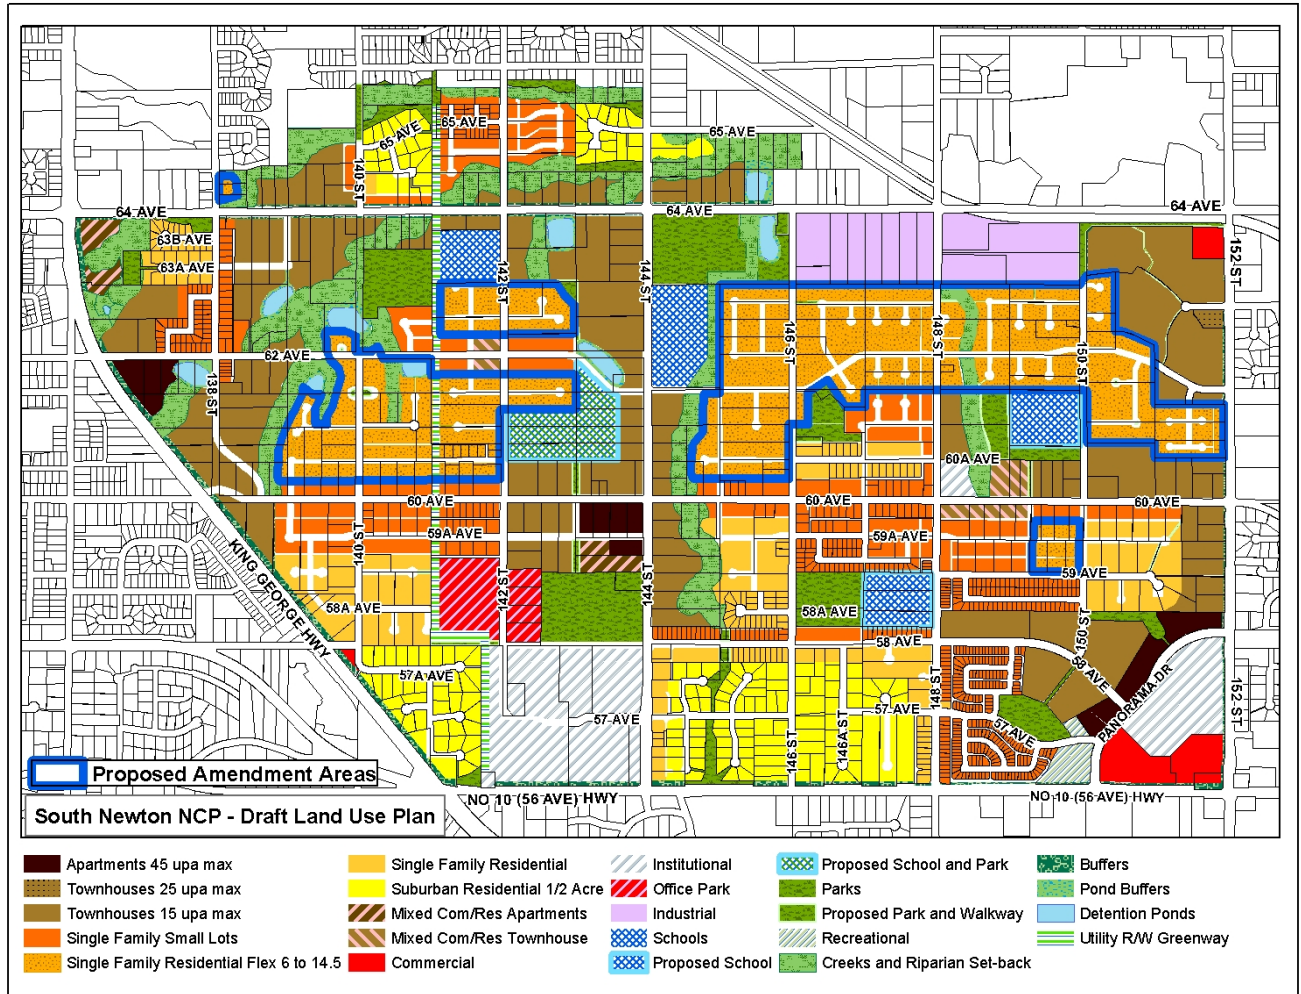 65 AVE
65 AVE
65 AVE
140 ST
64 AVE
64 AVE
64 AVE
63B AVE
63A AVE
142 ST
144 ST
152 ST
62 AVE
138 ST
146 ST
148 ST
150 ST
60A AVE
60 AVE
60 AVE
60 AVE
59A AVE
59A AVE
140 ST
KING GEORGE HWY
142 ST
144 ST
59 AVE
58A AVE
58A AVE
58 AVE
150 ST
58 AVE
57A AVE
148 ST
PANORAMA DR
152 ST
57 AVE
57 AVE
57 AVE
146 ST
146A ST
Proposed Amendment Areas
NO 10 (56 AVE) HWY
NO 10 (56 AVE) HWY
South Newton NCP - Draft Land Use Plan
Apartments 45 upa max
Townhouses 25 upa max
Townhouses 15 upa max
Single Family Small Lots
Single Family Residential Flex 6 to 14.5
Single Family Residential
Suburban Residential 1/2 Acre
Mixed Com/Res Apartments
Mixed Com/Res Townhouse
Commercial
Institutional
Office Park
Industrial
Schools
Proposed School
Proposed School and Park
Parks
Proposed Park and Walkway
Recreational
Creeks and Riparian Set-back
Buffers
Pond Buffers
Detention Ponds
Utility R/W Greenway